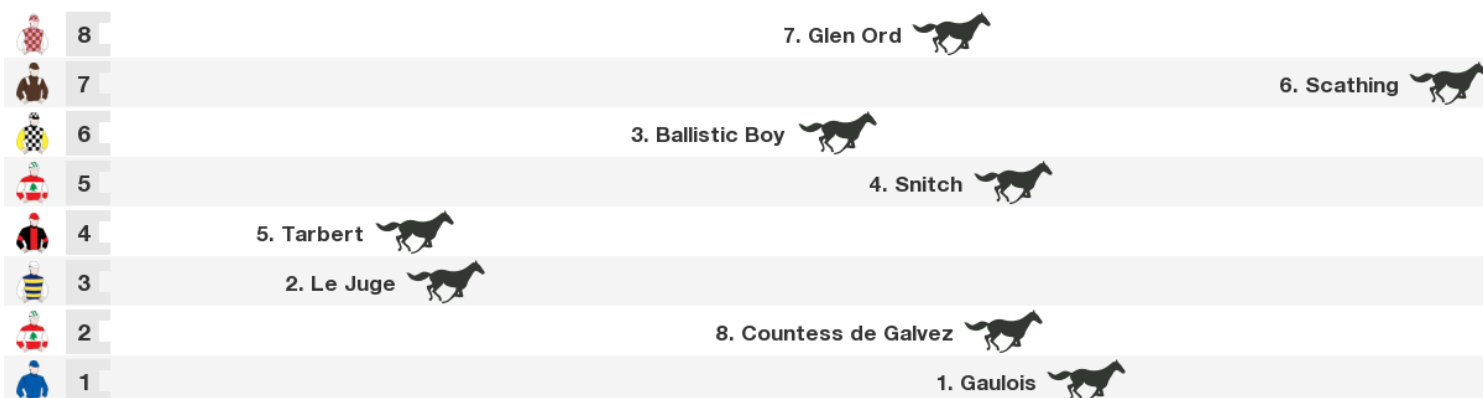 8 7. Glen Ord
7 6. Scathing
6 3. Ballistic Boy
5 4. Snitch
4 5. Tarbert
3 2. Le Juge
2 8. Countess de Galvez
1 1. Gaulois